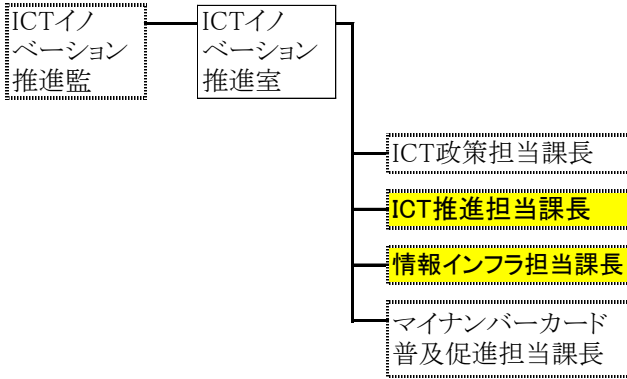 ICTイノ
ベーション
推進監
ICTイノ
ベーション
推進室
ICT政策担当課長
ICT推進担当課長
情報インフラ担当課長
マイナンバーカード
普及促進担当課長